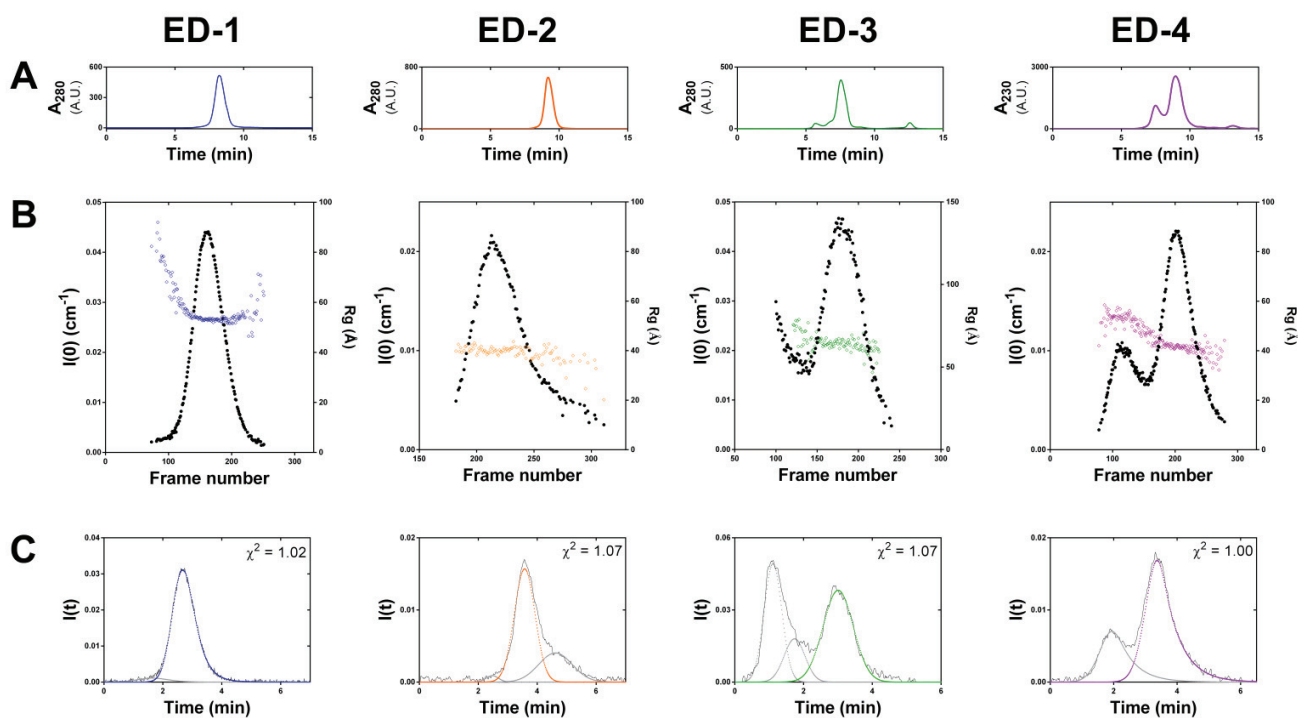 ED-1 ED-2 ED-3 ED-4
A
A280 (A.U.) 600 300 0
0 5 10 15
Time (min)
A280 (A.U.) 800 0
0 5 10 15
Time (min)
A280 (A.U.) 500 0
0 5 10 15
Time (min)
A230 (A.U.) 3000 0
0 5 10 15
Time (min)
B
I(0) (cm⁻¹)
0.05
0.04
0.03
0.02
0.01
0.00
0 100 200 300
Frame number
100
80
60
40
20
0
Rg (Å)
I(0) (cm⁻¹)
0.02
0.01
0.00
150 200 250 300
Frame number
100
80
60
40
20
0
Rg (Å)
I(0) (cm⁻¹)
0.05
0.04
0.03
0.02
0.01
0.00
50 100 150 200 250 300
Frame number
150
100
50
0
Rg (Å)
I(0) (cm⁻¹)
0.02
0.01
0.00
0 100 200 300
Frame number
100
80
60
40
20
0
Rg (Å)
C
I(t)
χ² = 1.02
0.04
0.03
0.02
0.01
0.00
0 2 4 6
Time (min)
I(t)
χ² = 1.07
0.02
0.01
0.00
0 2 4 6
Time (min)
I(t)
χ² = 1.07
0.06
0.04
0.02
0.00
0 2 4 6
Time (min)
I(t)
χ² = 1.00
0.02
0.01
0.00
0 2 4 6
Time (min)